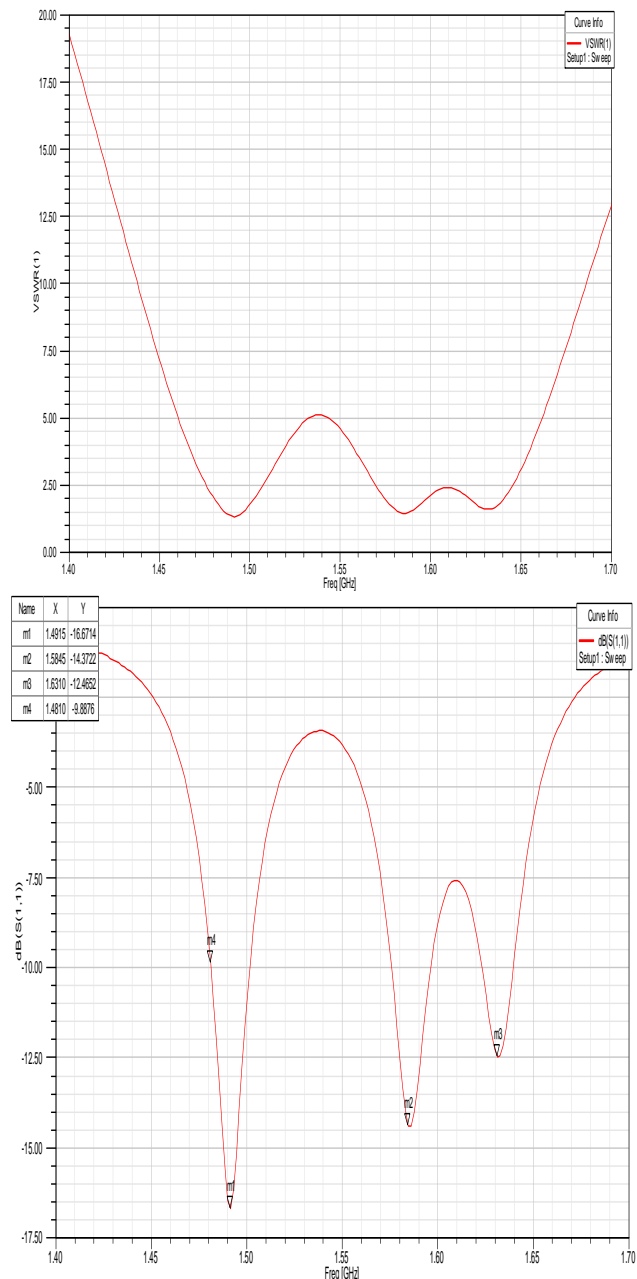 20.00
Curve Info
VSWR(1)
Setup1 : Sweep
17.50
15.00
12.50
VSWR(1)
10.00
7.50
5.00
2.50
0.00
1.40 1.45 1.50 1.55 1.60 1.65 1.70
Freq [GHz]
Name X Y
m1 1.4915 -16.6714
m2 1.5845 -14.3722
m3 1.6310 -12.4652
m4 1.4810 -9.8876
Curve Info
dB(S(1,1))
Setup1 : Sweep
-5.00
-7.50
dB(S(1,1))
m4
-10.00
m3
-12.50
m2
-15.00
m1
-17.50
1.40 1.45 1.50 1.55 1.60 1.65 1.70
Freq [GHz]